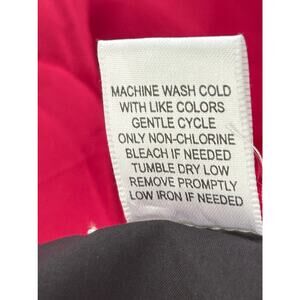 MACHINE WASH COLD
WITH LIKE COLORS
GENTLE CYCLE
ONLY NON-CHLORINE
BLEACH IF NEEDED
TUMBLE DRY LOW
REMOVE PROMPTLY
LOW IRON IF NEEDED